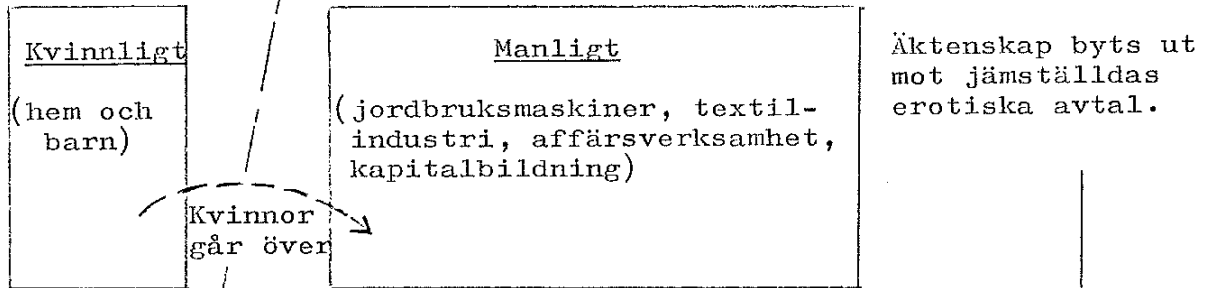 Kvinnligt
(hem och
barn)
Kvinnor
går över
Manligt
(jordbruksmaskiner, textil-
industri, affärsverksamhet,
kapitalbildning)
Äktenskap byts ut
mot jämställdas
erotiska avtal.